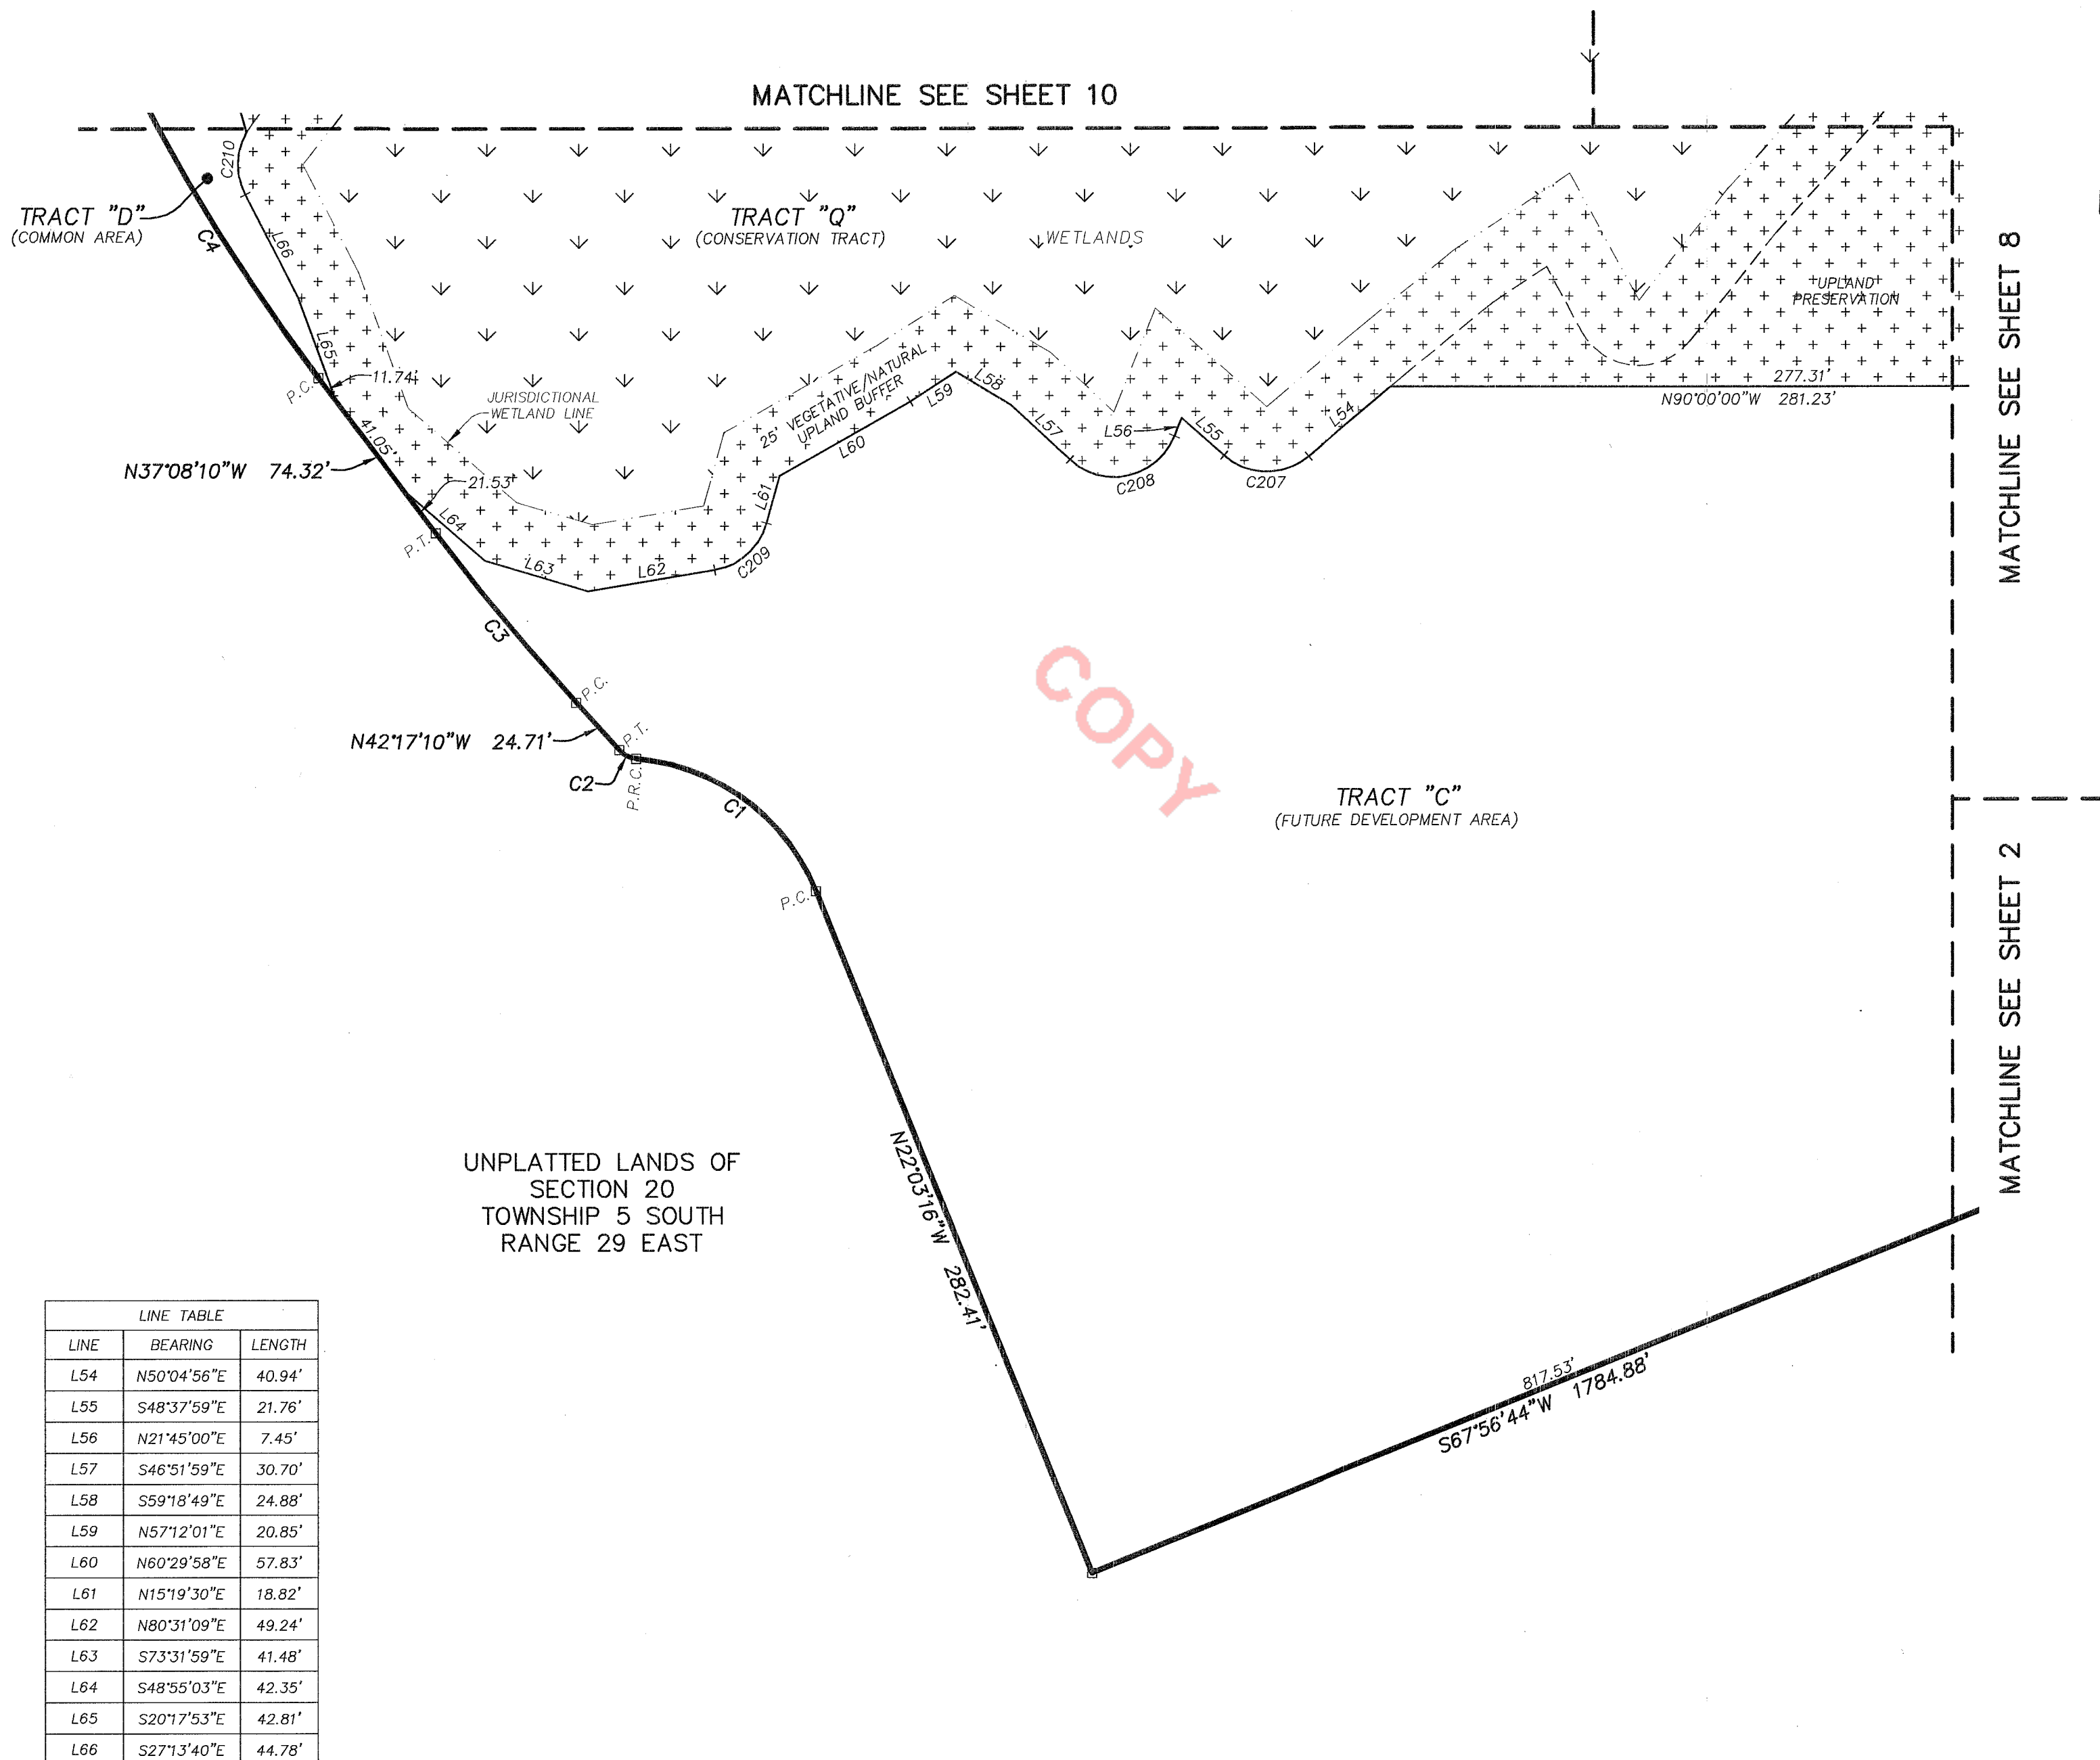 MATCHLINE SEE SHEET 10
C210
TRACT "D"
(COMMON AREA)
C4
L66
TRACT "Q"
(CONSERVATION TRACT)
WETLANDS
UPLAND
PRESERVATION
MATCHLINE SEE SHEET 8
L65
P.C.
11.74'
JURISDICTIONAL
WETLAND LINE
25' VEGETATIVE/NATURAL
UPLAND BUFFER
L58
L59
L60
L57
L56
L55
L54
277.31'
N90°00'00"W 281.23'
41.05'
N37°08'10"W 74.32'
21.53'
L64
P.T.
L61
C208
C207
L63
L62
C209
C3
P.C.
N42°17'10"W 24.71'
P.T.
C2
P.R.C.
C1
COPY
TRACT "C"
(FUTURE DEVELOPMENT AREA)
P.C.
MATCHLINE SEE SHEET 2
N22°03'16"W 282.41'
UNPLATTED LANDS OF
SECTION 20
TOWNSHIP 5 SOUTH
RANGE 29 EAST
817.53'
S67°56'44"W 1784.88'
LINE TABLE
LINE BEARING LENGTH
L54 N50°04'56"E 40.94'
L55 S48°37'59"E 21.76'
L56 N21°45'00"E 7.45'
L57 S46°51'59"E 30.70'
L58 S59°18'49"E 24.88'
L59 N57°12'01"E 20.85'
L60 N60°29'58"E 57.83'
L61 N15°19'30"E 18.82'
L62 N80°31'09"E 49.24'
L63 S73°31'59"E 41.48'
L64 S48°55'03"E 42.35'
L65 S20°17'53"E 42.81'
L66 S27°13'40"E 44.78'